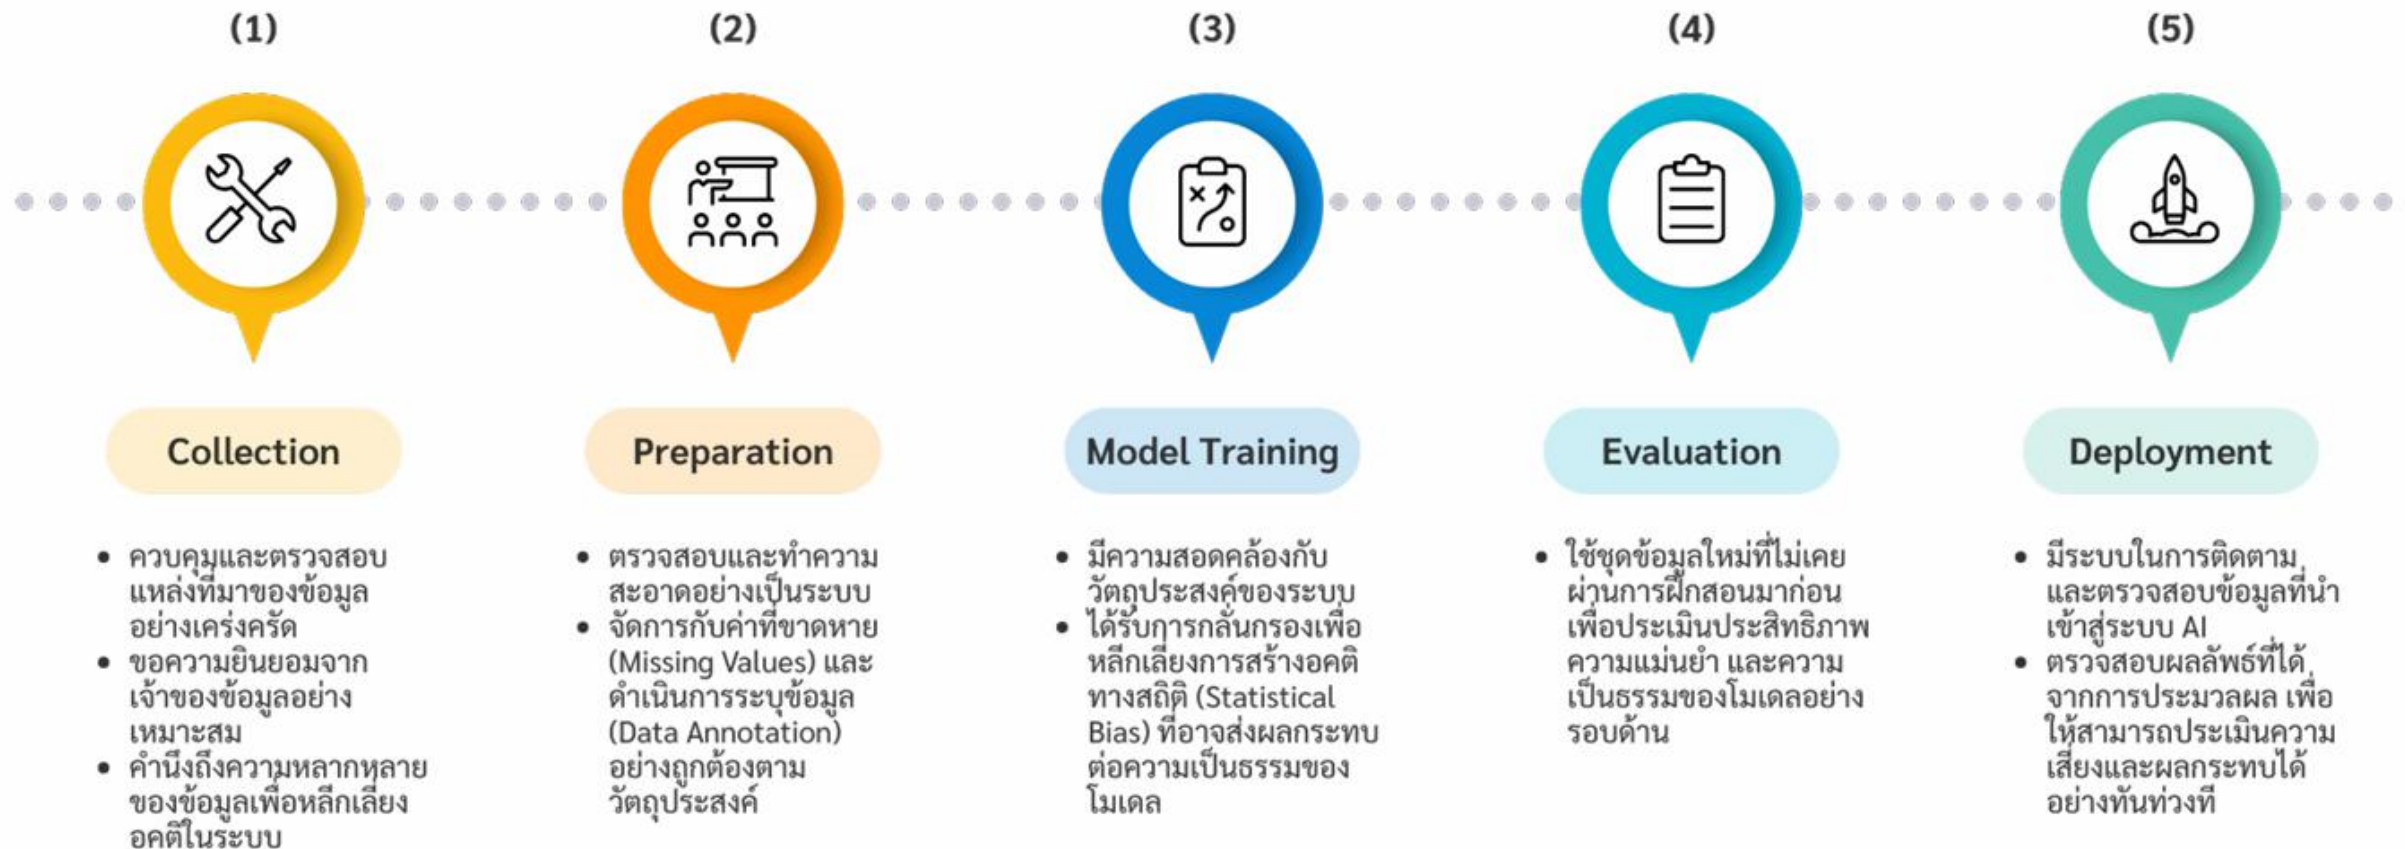 (1)
Collection
• ควบคุมและตรวจสอบ
แหล่งที่มาของข้อมูล
อย่างเคร่งครัด
• ขอความยินยอมจาก
เจ้าของข้อมูลอย่าง
เหมาะสม
• คำนึงถึงความหลากหลาย
ของข้อมูลเพื่อหลีกเลี่ยง
อคติในระบบ
(2)
Preparation
• ตรวจสอบและทำความ
สะอาดอย่างเป็นระบบ
• จัดการกับค่าที่ขาดหาย
(Missing Values) และ
ดำเนินการระบุข้อมูล
(Data Annotation)
อย่างถูกต้องตาม
วัตถุประสงค์
(3)
Model Training
• มีความสอดคล้องกับ
วัตถุประสงค์ของระบบ
• ได้รับการกลั่นกรองเพื่อ
หลีกเลี่ยงการสร้างอคติ
ทางสถิติ (Statistical
Bias) ที่อาจส่งผลกระทบ
ต่อความเป็นธรรมของ
โมเดล
(4)
Evaluation
• ใช้ชุดข้อมูลใหม่ที่ไม่เคย
ผ่านการฝึกสอนมาก่อน
เพื่อประเมินประสิทธิภาพ
ความแม่นยำ และความ
เป็นธรรมของโมเดลอย่าง
รอบด้าน
(5)
Deployment
• มีระบบในการติดตาม
และตรวจสอบข้อมูลที่นำ
เข้าสู่ระบบ AI
• ตรวจสอบผลลัพธ์ที่ได้
จากการประมวลผล เพื่อ
ให้สามารถประเมินความ
เสี่ยงและผลกระทบได้
อย่างทันท่วงที